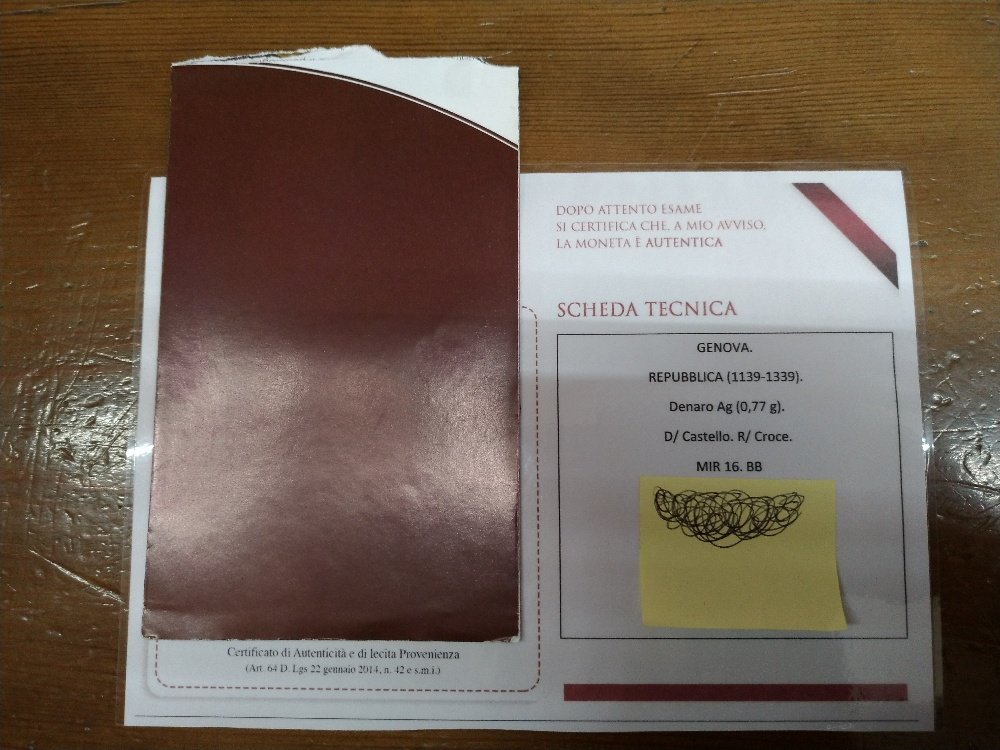 DOPO ATTENTO ESAME
SI CERTIFICA CHE, A MIO AVVISO,
LA MONETA È AUTENTICA
SCHEDA TECNICA
GENOVA.
REPUBBLICA (1139-1339).
Denaro Ag (0,77 g).
D/ Castello. R/ Croce.
MIR 16. BB
Certificato di Autenticità e di lecita Provenienza
(Art. 64 D. Lgs 22 gennaio 2014, n. 42 e s.m.i.)